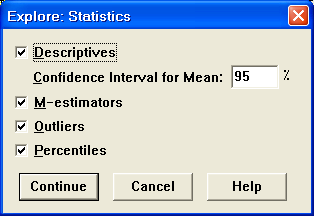 Explore: Statistics
Descriptives
Confidence Interval for Mean: 95 %
M-estimators
Outliers
Percentiles
Continue Cancel Help